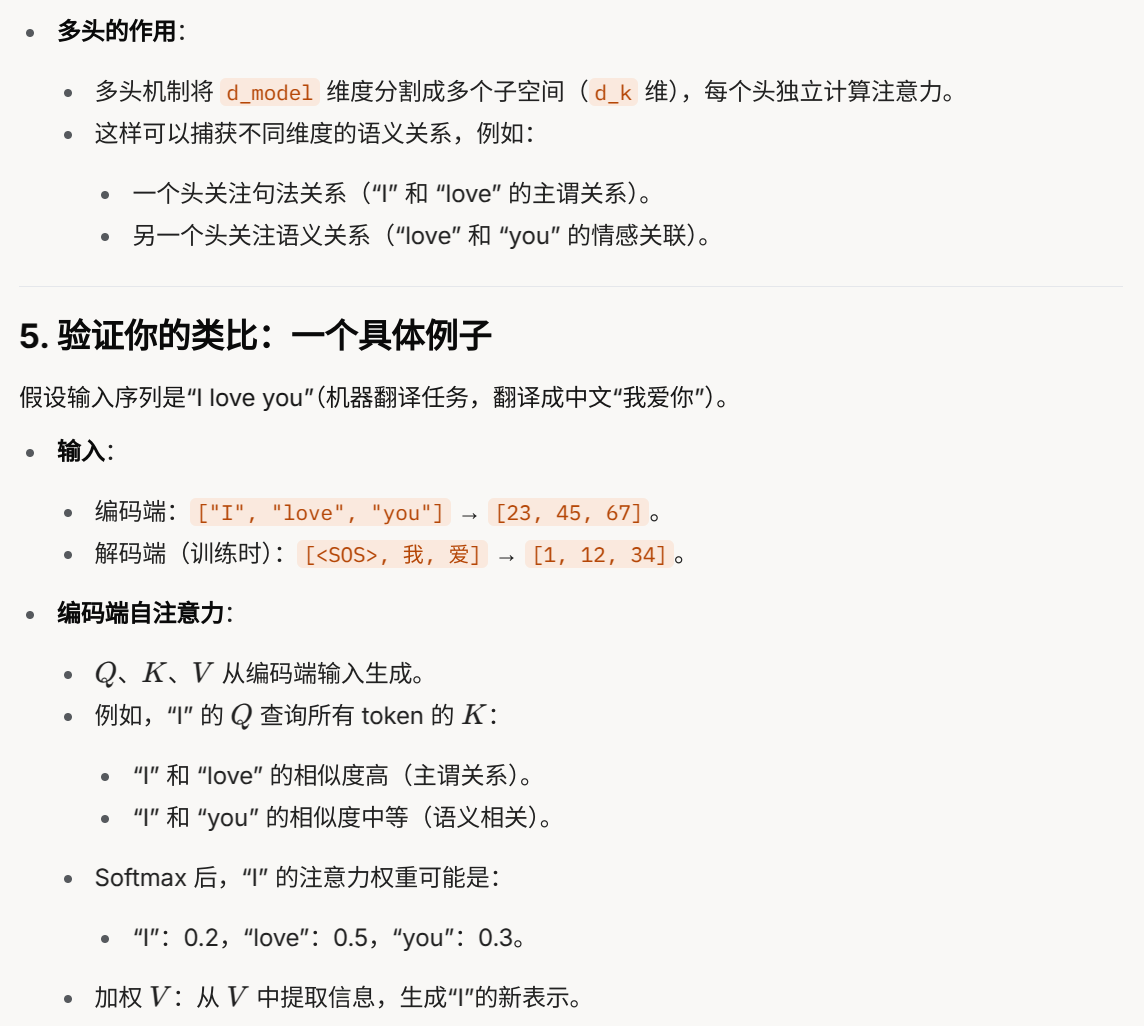 多头的作用：
多头机制将 d_model 维度分割成多个子空间（d_k 维），每个头独立计算注意力。
这样可以捕获不同维度的语义关系，例如：
一个头关注句法关系（“I” 和 “love” 的主谓关系）。
另一个头关注语义关系（“love” 和 “you” 的情感关联）。
5. 验证你的类比：一个具体例子
假设输入序列是“I love you”（机器翻译任务，翻译成中文“我爱你”）。
输入：
编码端：["I", "love", "you"] → [23, 45, 67]。
解码端（训练时）：[<SOS>, 我, 爱] → [1, 12, 34]。
编码端自注意力：
Q、K、V 从编码端输入生成。
例如，“I” 的 Q 查询所有 token 的 K：
“I” 和 “love” 的相似度高（主谓关系）。
“I” 和 “you” 的相似度中等（语义相关）。
Softmax 后，“I” 的注意力权重可能是：
“I”：0.2，“love”：0.5，“you”：0.3。
加权 V：从 V 中提取信息，生成“I”的新表示。